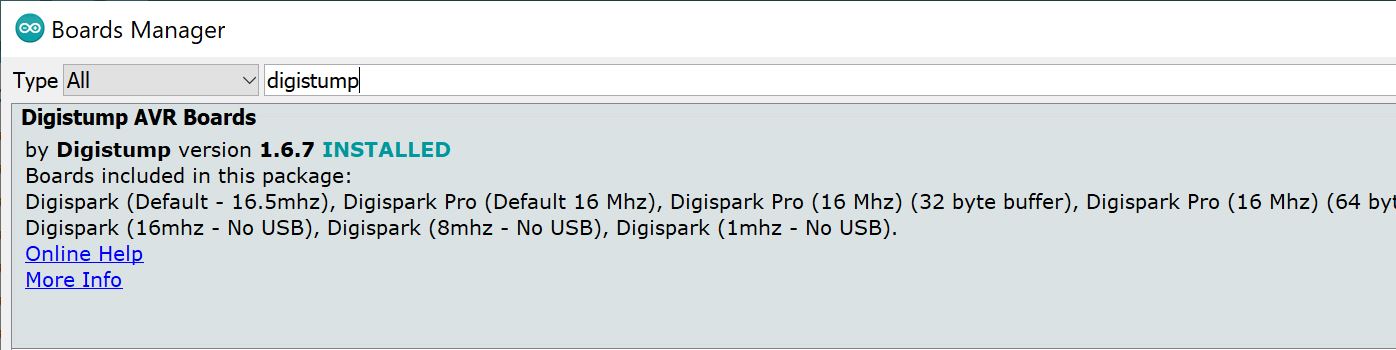 Boards Manager
Type All digistump
Digistump AVR Boards
by Digistump version 1.6.7 INSTALLED
Boards included in this package:
Digispark (Default - 16.5mhz), Digispark Pro (Default 16 Mhz), Digispark Pro (16 Mhz) (32 byte buffer), Digispark Pro (16 Mhz) (64 byt
Digispark (16mhz - No USB), Digispark (8mhz - No USB), Digispark (1mhz - No USB).
Online Help
More Info